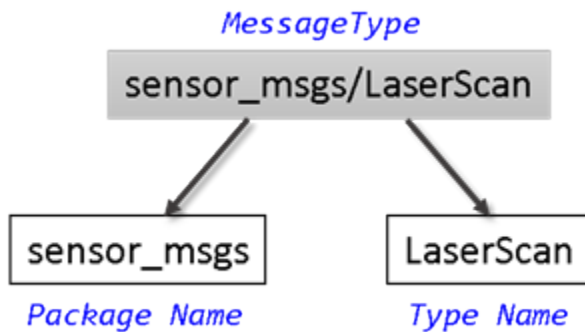 MessageType
sensor_msgs/LaserScan
sensor_msgs
LaserScan
Package Name
Type Name